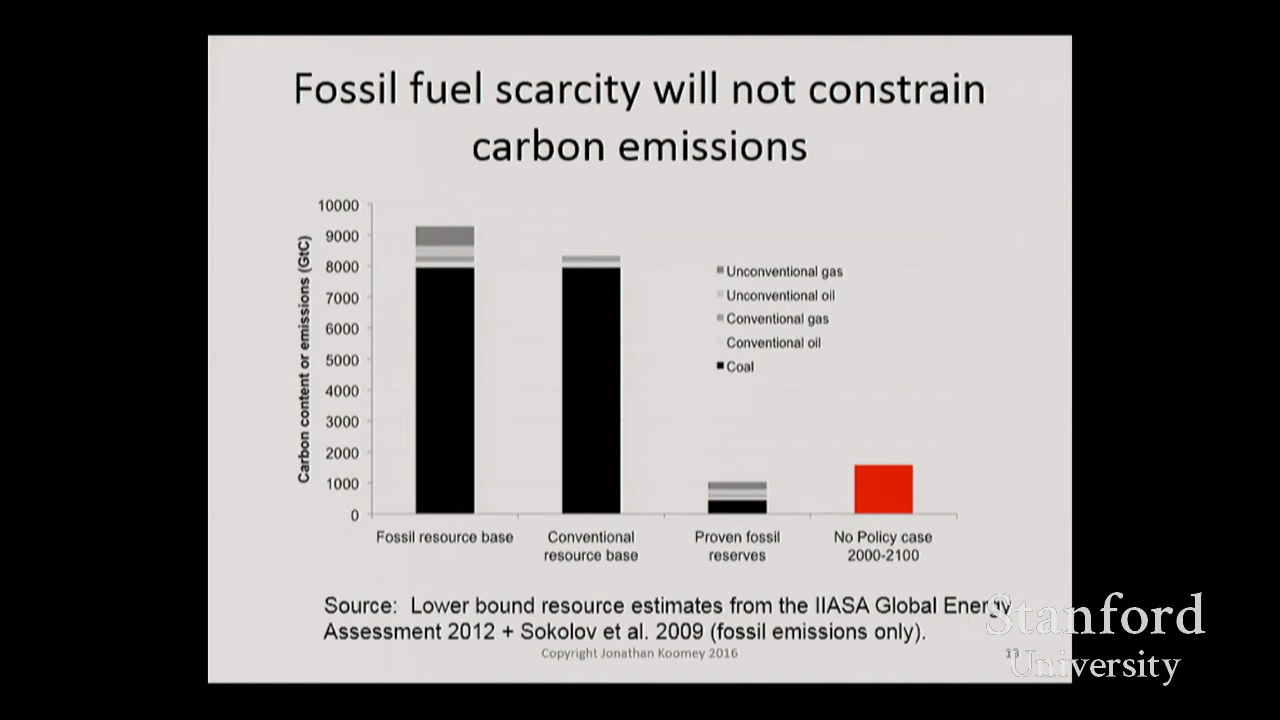 Fossil fuel scarcity will not constrain
carbon emissions
Carbon content or emissions (GtC)
10000
9000
8000
7000
6000
5000
4000
3000
2000
1000
0
Unconventional gas
Unconventional oil
Conventional gas
Conventional oil
Coal
Fossil resource base
Conventional
resource base
Proven fossil
reserves
No Policy case
2000-2100
Source: Lower bound resource estimates from the IIASA Global Energy
Assessment 2012 + Sokolov et al. 2009 (fossil emissions only).
Copyright Jonathan Koomey 2016
13
Stanford
University